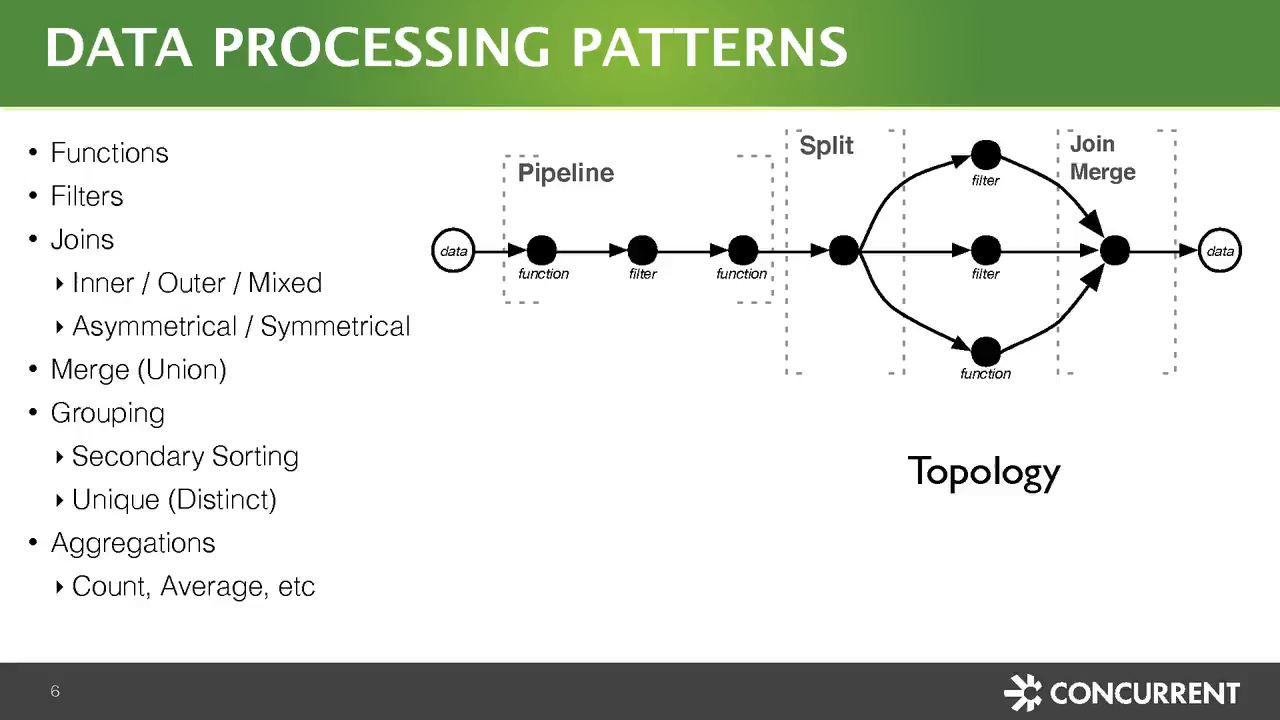 DATA PROCESSING PATTERNS
• Functions
• Filters
• Joins
‣ Inner / Outer / Mixed
‣ Asymmetrical / Symmetrical
• Merge (Union)
• Grouping
‣ Secondary Sorting
‣ Unique (Distinct)
• Aggregations
‣ Count, Average, etc
Pipeline
Split
Join
Merge
data
function
filter
function
filter
filter
function
data
Topology
6
CONCURRENT